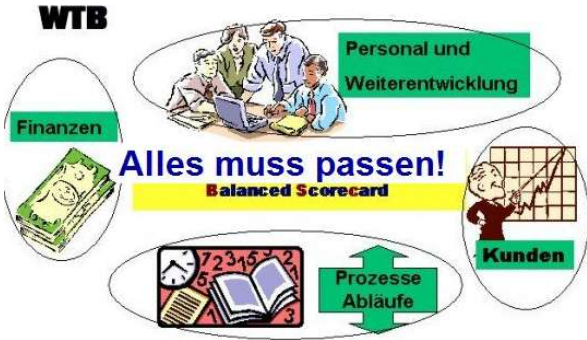 WTB
Personal und
Weiterentwicklung
Finanzen
Alles muss passen!
Balanced Scorecard
Kunden
Prozesse
Abläufe